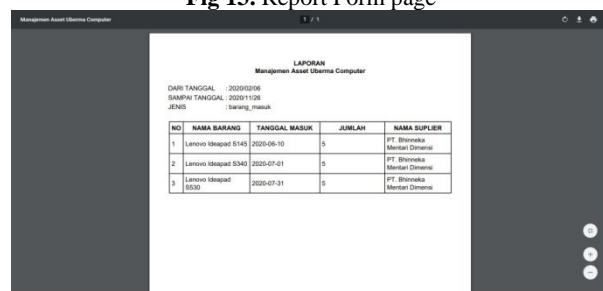 Fig 13. Report Form page
Manajemen Asset Uberma Computer
1 / 1
LAPORAN
Manajemen Asset Uberma Computer
DARI TANGGAL : 2020/02/06
SAMPAI TANGGAL : 2020/11/28
JENIS : barang_masuk
NO NAMA BARANG TANGGAL MASUK JUMLAH NAMA SUPLIER
1 Lenovo Ideapad S145 2020-06-10 5 PT. Bhinneka
Mentari Dimensi
2 Lenovo Ideapad S340 2020-07-01 5 PT. Bhinneka
Mentari Dimensi
3 Lenovo Ideapad
S530 2020-07-31 5 PT. Bhinneka
Mentari Dimensi